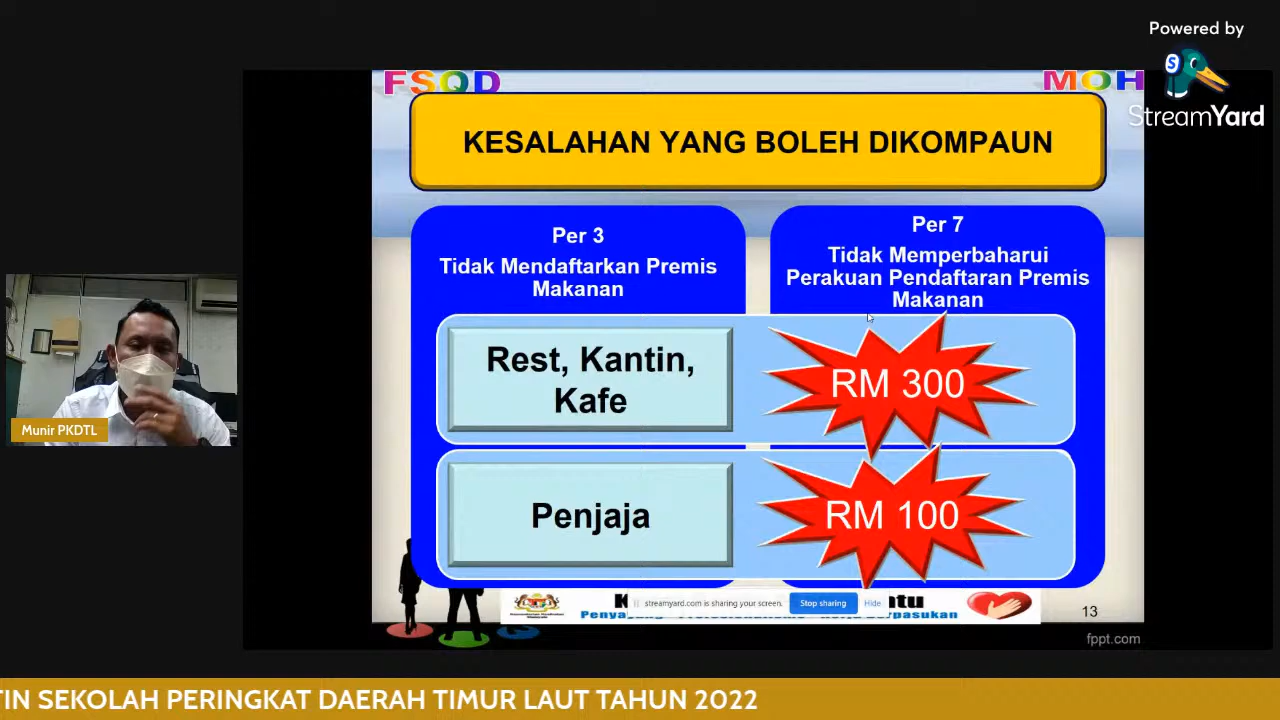 Powered by
StreamYard
FSQD
MOH
KESALAHAN YANG BOLEH DIKOMPAUN
Per 3
Tidak Mendaftarkan Premis
Makanan
Per 7
Tidak Memperbaharui
Perakuan Pendaftaran Premis
Makanan
Rest, Kantin,
Kafe
RM 300
Penjaja
RM 100
Munir PKDTL
streamyard.com is sharing your screen.
Stop sharing
Hide
13
fppt.com
TIN SEKOLAH PERINGKAT DAERAH TIMUR LAUT TAHUN 2022